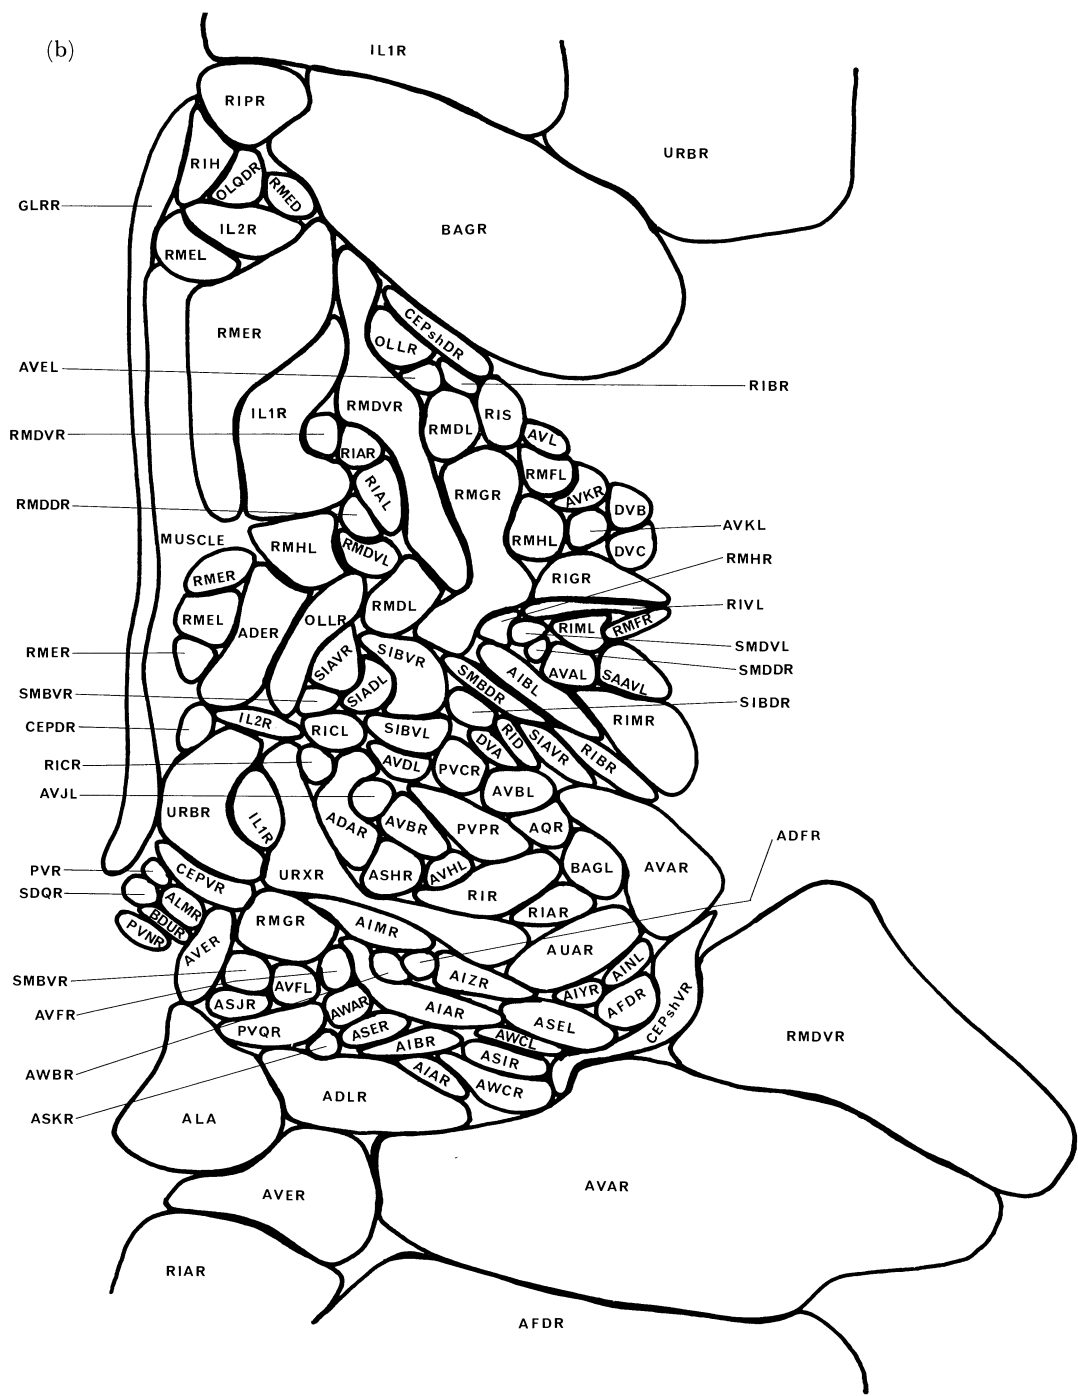 (b)
IL1R
RIPR
URBR
RIH
OLQDR
RMED
GLRR
IL2R
BAGR
RMEL
RMER
CEPshDR
OLLR
AVEL
RIBR
IL1R
RMDVR
RMDL
RIS
RMDVR
AVL
RIAR
RMFL
RIAL
RMGR
AVKR
RMDDR
DVB
AVKL
MUSCLE
RMHL
RMDVL
RMHL
DVC
RMHR
RMER
RIGR
RMDL
RIVL
RMEL
OLLR
ADER
RIML
RMFR
SMDVL
RMER
SIAVR
SIBVR
SMDDR
AIBL
AVAL
SAAVL
SMBVR
SIADL
SMBDR
SIBDR
CEPDR
IL2R
RICL
SIBVL
RIMR
DVA
RID
SIAVR
RIBR
RICR
AVDL
PVCR
AVJL
AVBL
URBR
IL1R
ADAR
AVBR
PVPR
AQR
ADFR
PVR
CEPVR
URXR
ASHR
AVHL
BAGL
AVAR
SDQR
ALMR
RIR
RIAR
BDUR
RMGR
AIMR
PVNR
AVER
AUAR
SMBVR
AVFL
AIZR
AINL
AIYR
ASJR
AWAR
AIAR
AFDR
AVFR
PVQR
ASER
ASEL
CEPshVR
AIBR
AWCL
RMDVR
ASIR
AWBR
AIAR
AWCR
ADLR
ASKR
ALA
AVER
AVAR
RIAR
AFDR